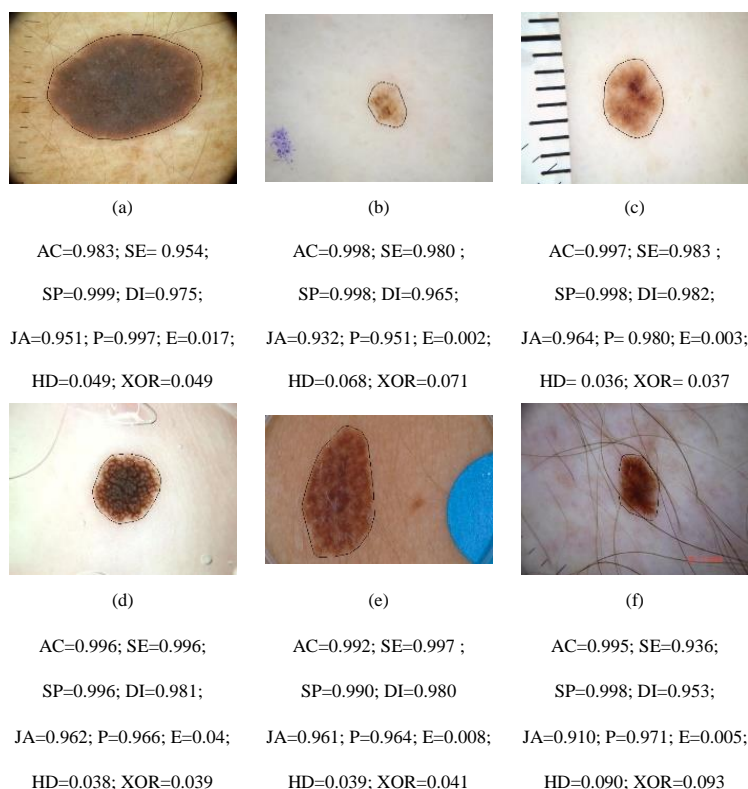 (a)
AC=0.983; SE= 0.954;
SP=0.999; DI=0.975;
JA=0.951; P=0.997; E=0.017;
HD=0.049; XOR=0.049
(b)
AC=0.998; SE=0.980 ;
SP=0.998; DI=0.965;
JA=0.932; P=0.951; E=0.002;
HD=0.068; XOR=0.071
(c)
AC=0.997; SE=0.983 ;
SP=0.998; DI=0.982;
JA=0.964; P= 0.980; E=0.003;
HD= 0.036; XOR= 0.037
(d)
AC=0.996; SE=0.996;
SP=0.996; DI=0.981;
JA=0.962; P=0.966; E=0.04;
HD=0.038; XOR=0.039
(e)
AC=0.992; SE=0.997 ;
SP=0.990; DI=0.980
JA=0.961; P=0.964; E=0.008;
HD=0.039; XOR=0.041
(f)
AC=0.995; SE=0.936;
SP=0.998; DI=0.953;
JA=0.910; P=0.971; E=0.005;
HD=0.090; XOR=0.093